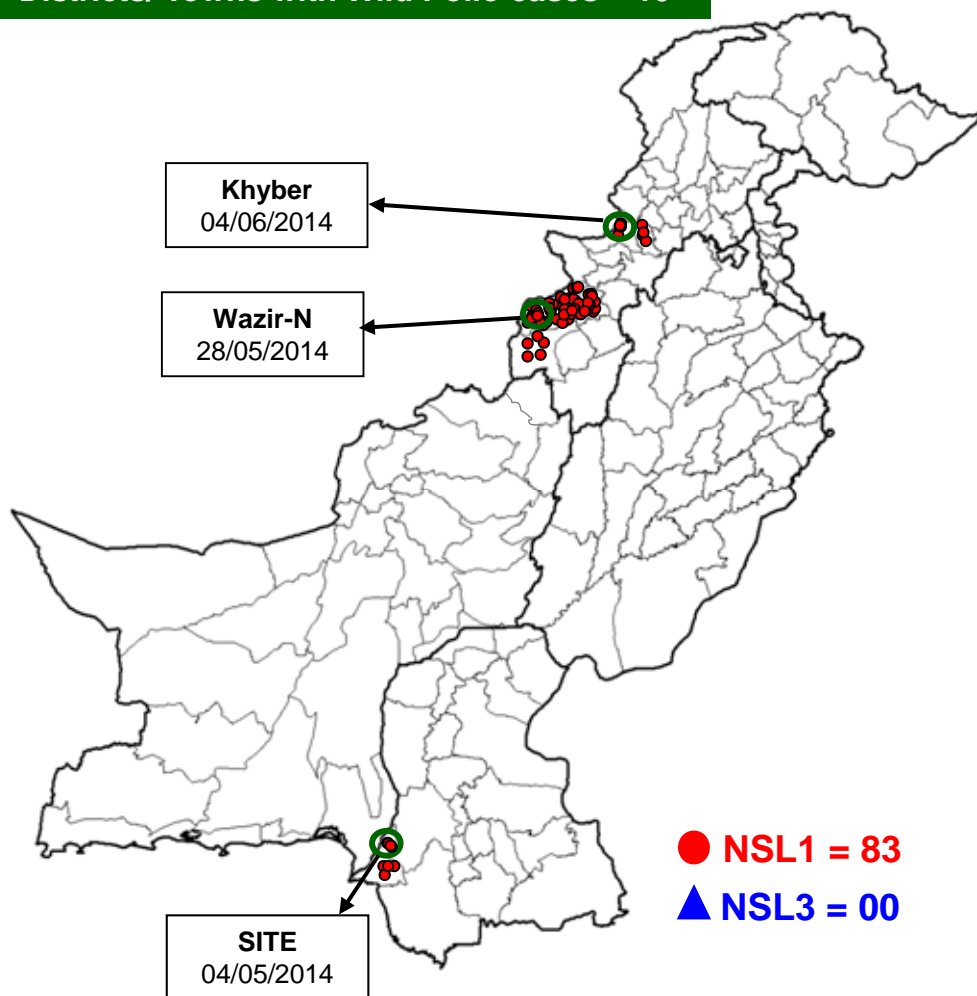 Khyber
04/06/2014
Wazir-N
28/05/2014
NSL1 = 83
NSL3 = 00
SITE
04/05/2014